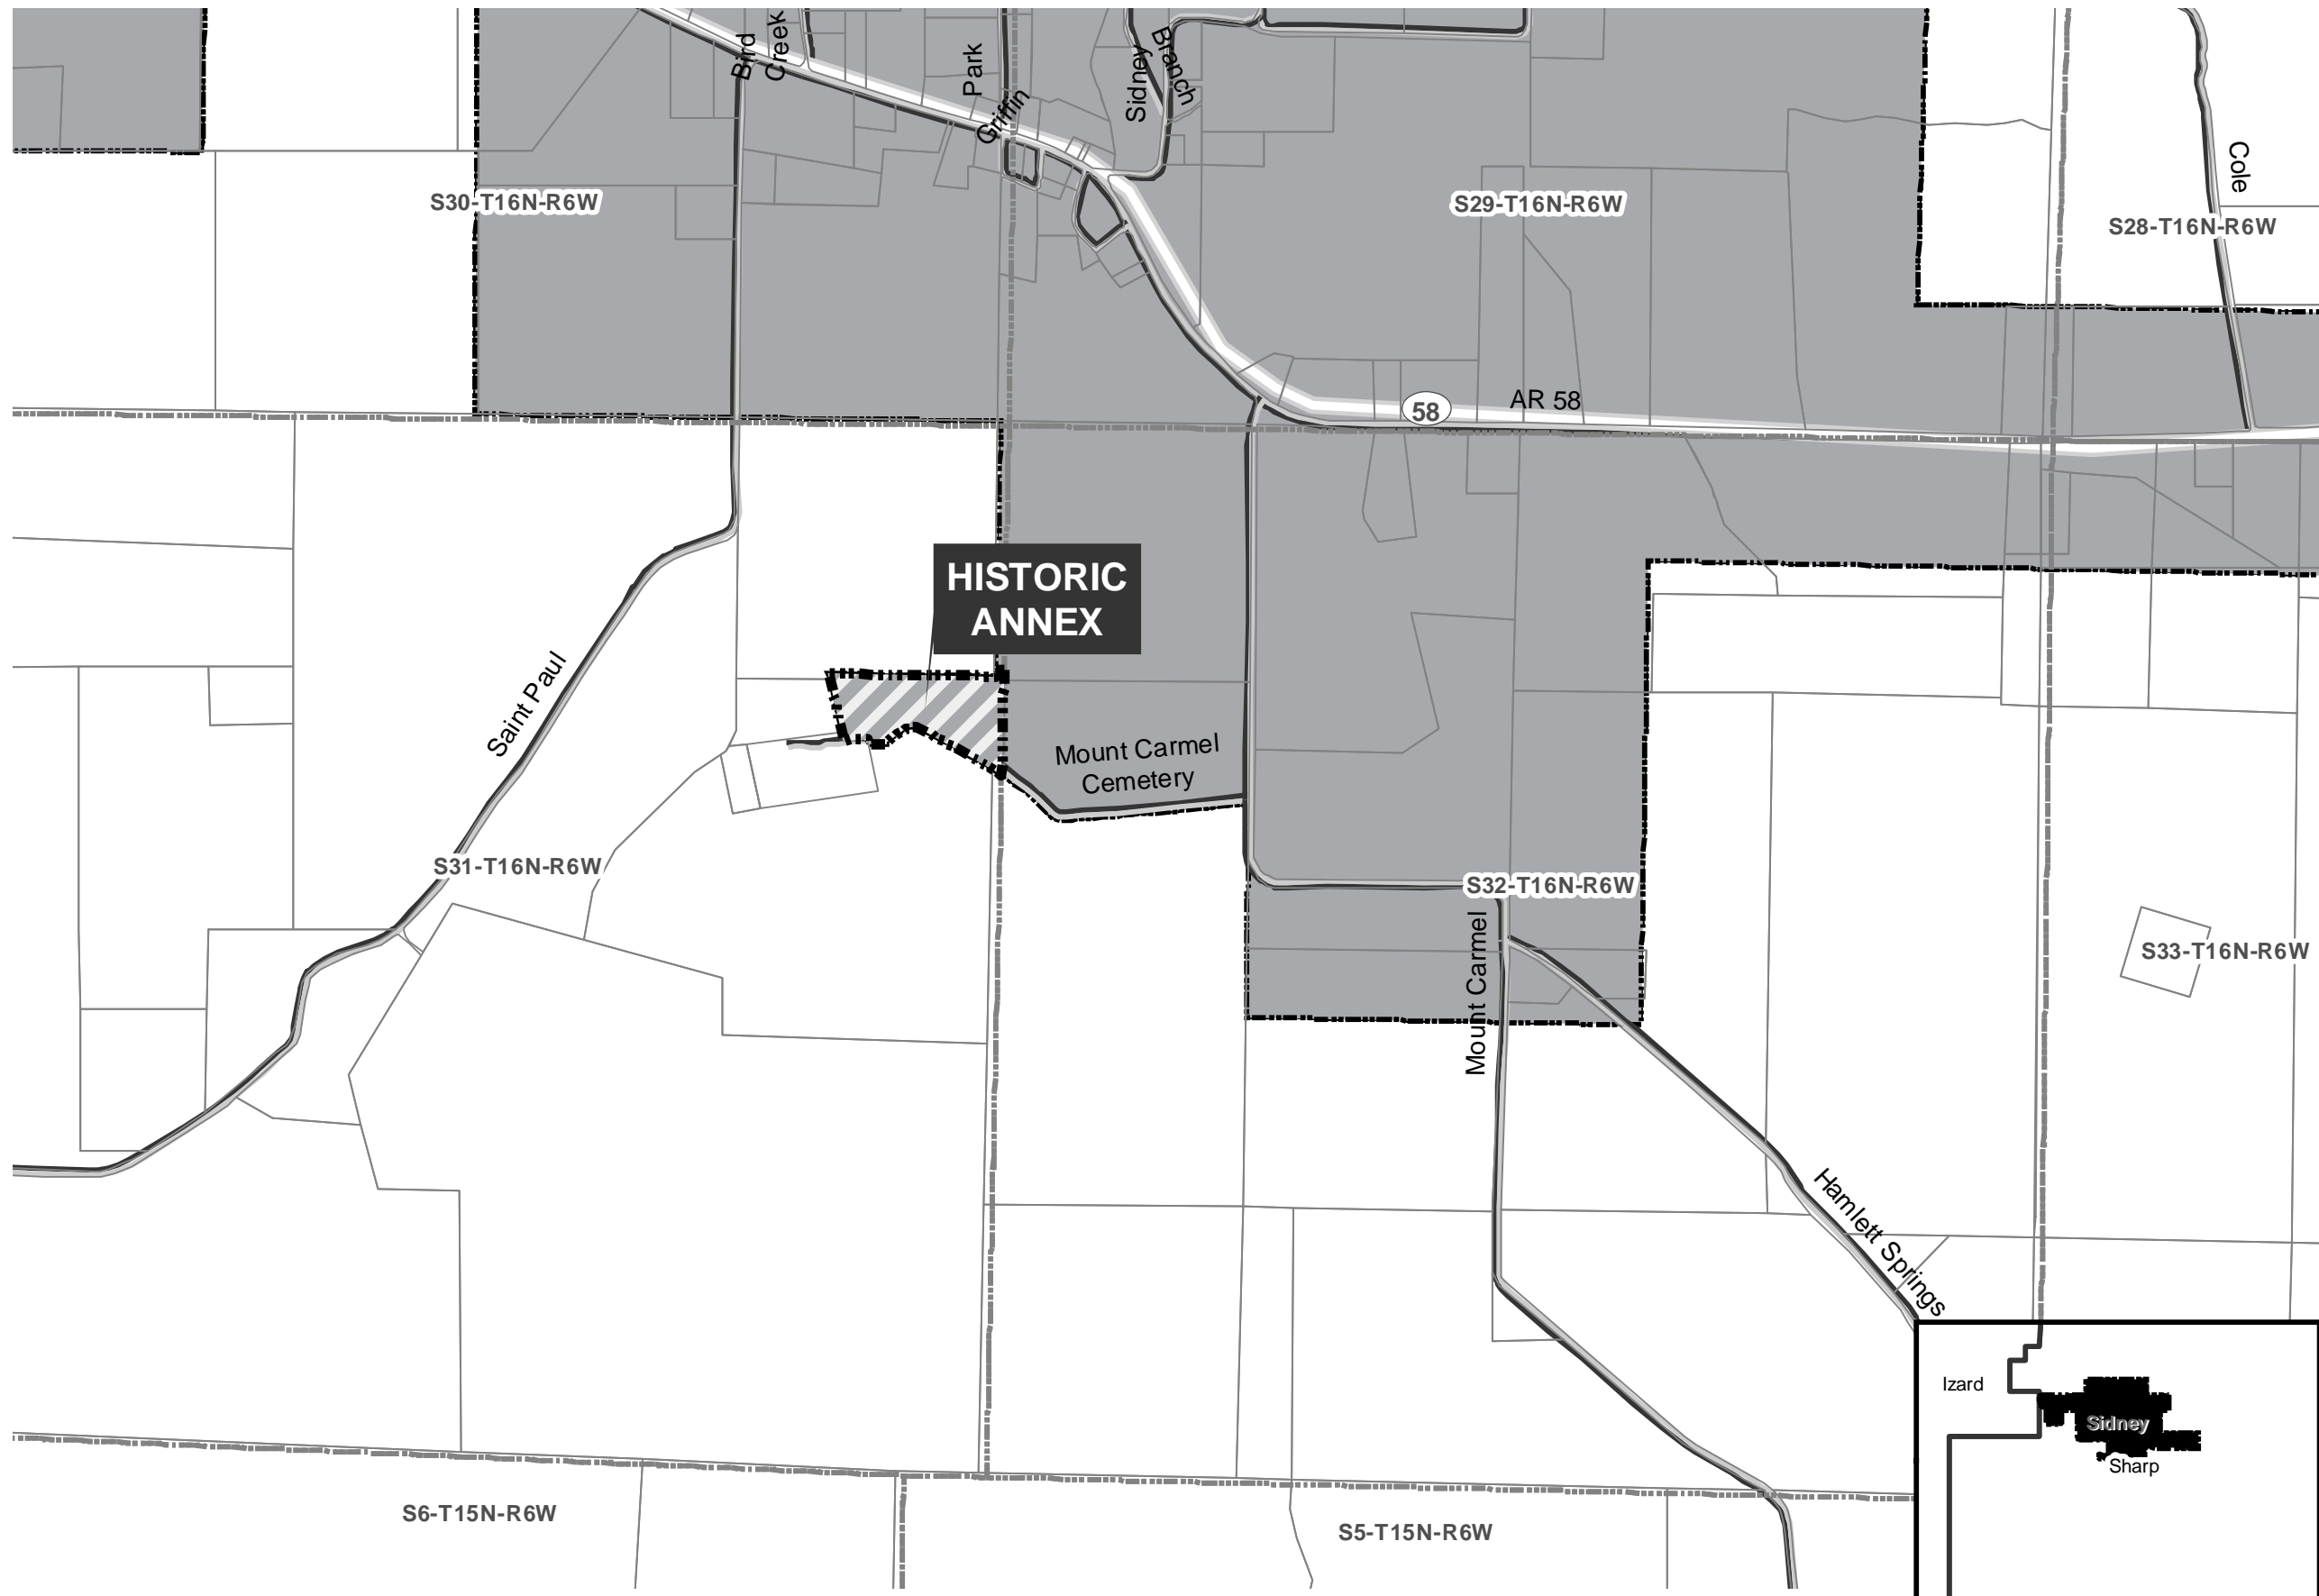 Bird
Creek
Park
Griffin
Sidney
Branch
Cole
S30-T16N-R6W
S29-T16N-R6W
S28-T16N-R6W
58
AR 58
HISTORIC
ANNEX
Saint Paul
Mount Carmel
Cemetery
S31-T16N-R6W
S32-T16N-R6W
Mount Carmel
S33-T16N-R6W
Hamlett Springs
Izard
Sidney
Sharp
S6-T15N-R6W
S5-T15N-R6W